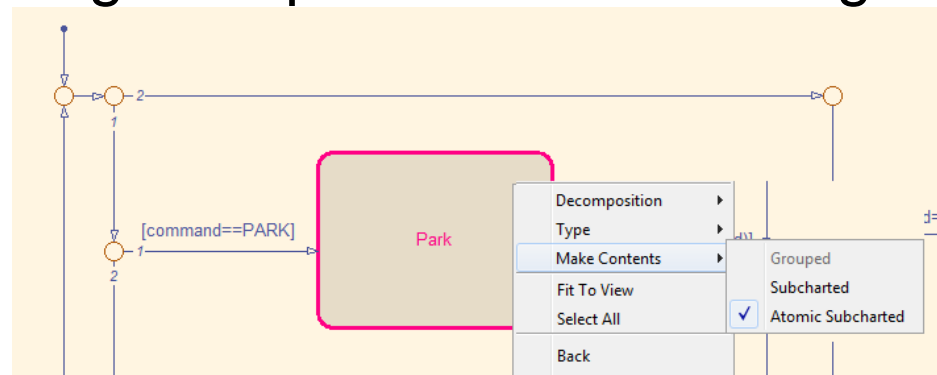 2
1
[command==PARK]
1
2
Park
Decomposition
Type
Make Contents
Fit To View
Select All
Back
Grouped
Subcharted
Atomic Subcharted